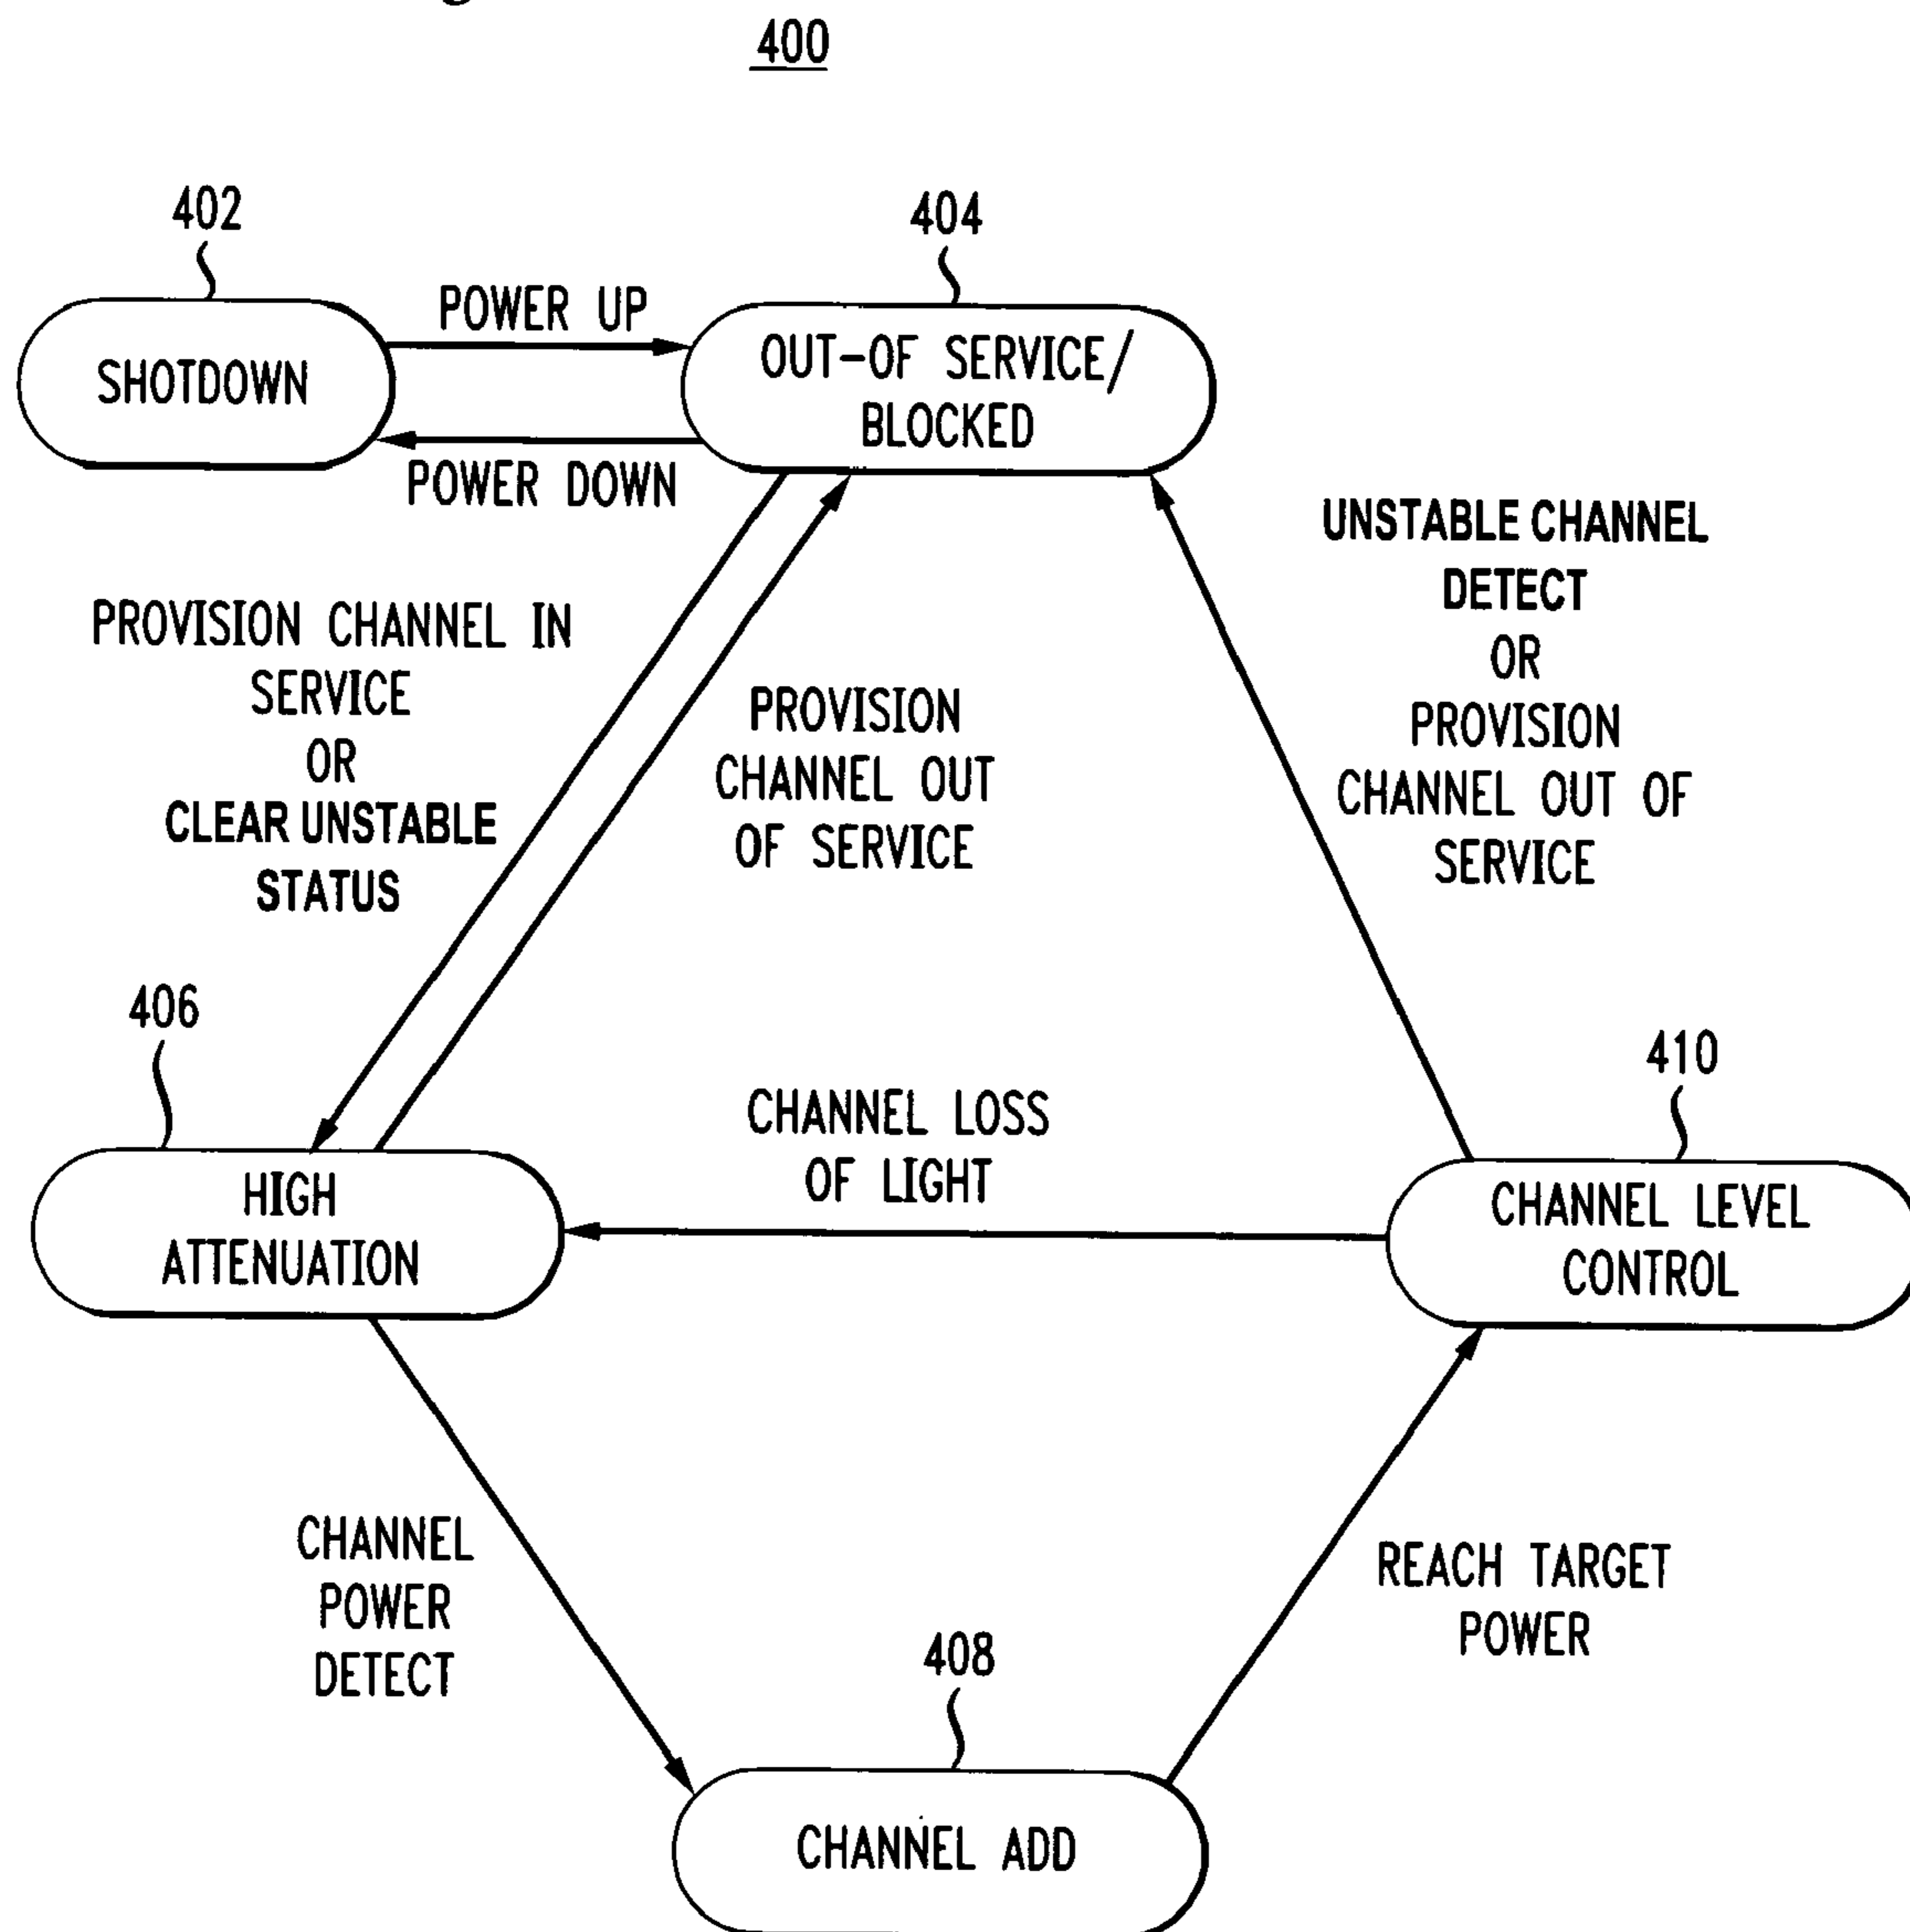 400
402
404
POWER UP
SHOTDOWN
OUT-OF SERVICE/
BLOCKED
POWER DOWN
UNSTABLE CHANNEL
DETECT
OR
PROVISION
CHANNEL OUT OF
SERVICE
PROVISION CHANNEL IN
SERVICE
OR
CLEAR UNSTABLE
STATUS
PROVISION
CHANNEL OUT
OF SERVICE
406
410
CHANNEL LOSS
OF LIGHT
HIGH
ATTENUATION
CHANNEL LEVEL
CONTROL
CHANNEL
POWER
DETECT
REACH TARGET
POWER
408
CHANNEL ADD